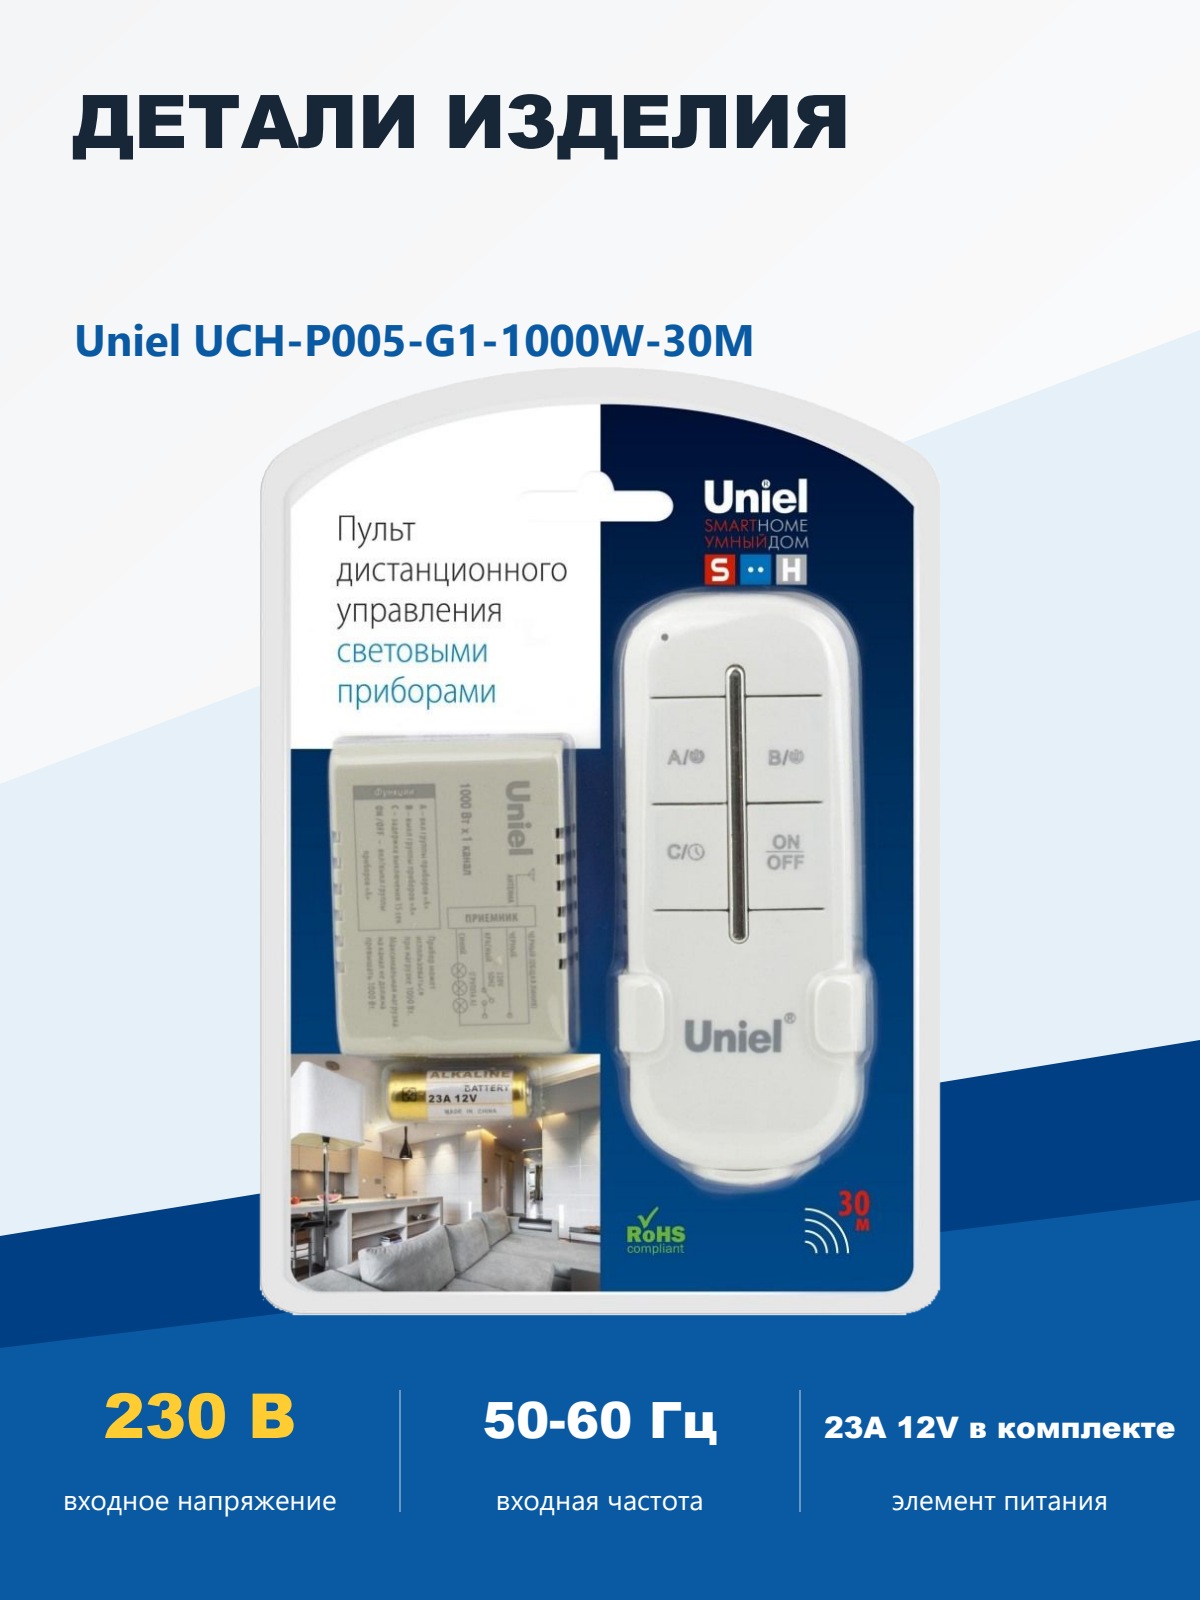 ДЕТАЛИ ИЗДЕЛИЯ
Uniel UCH-P005-G1-1000W-30M
Пульт
дистанционного
управления
световыми
приборами
Uniel®
SMARTHOME
УМНЫЙДОМ
S H
A/ B/
C/ ON
OFF
Uniel®
Uniel
1000 Вт x 1 канал
Функции
АНТЕННА
ПРИЕМНИК
ALKALINE
BATTERY
23A 12V
MADE IN CHINA
RoHS
compliant
30
м
230 В
входное напряжение
50-60 Гц
входная частота
23A 12V в комплекте
элемент питания